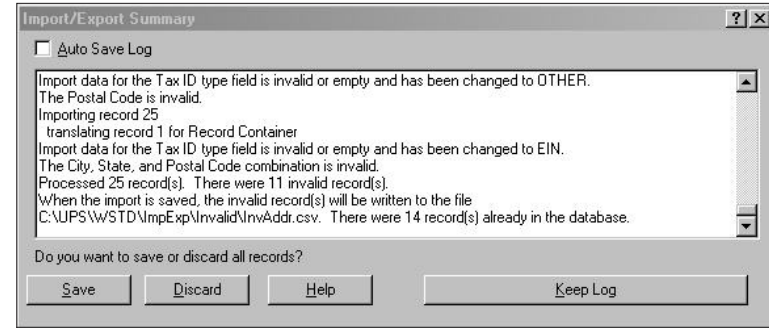 Import/Export Summary
Auto Save Log
Import data for the Tax ID type field is invalid or empty and has been changed to OTHER.
The Postal Code is invalid.
Importing record 25
translating record 1 for Record Container
Import data for the Tax ID type field is invalid or empty and has been changed to EIN.
The City, State, and Postal Code combination is invalid.
Processed 25 record(s). There were 11 invalid record(s).
When the import is saved, the invalid record(s) will be written to the file
C:\UPS\WSTD\ImpExp\Invalid\InvAddr.csv. There were 14 record(s) already in the database.
Do you want to save or discard all records?
Save Discard Help Keep Log